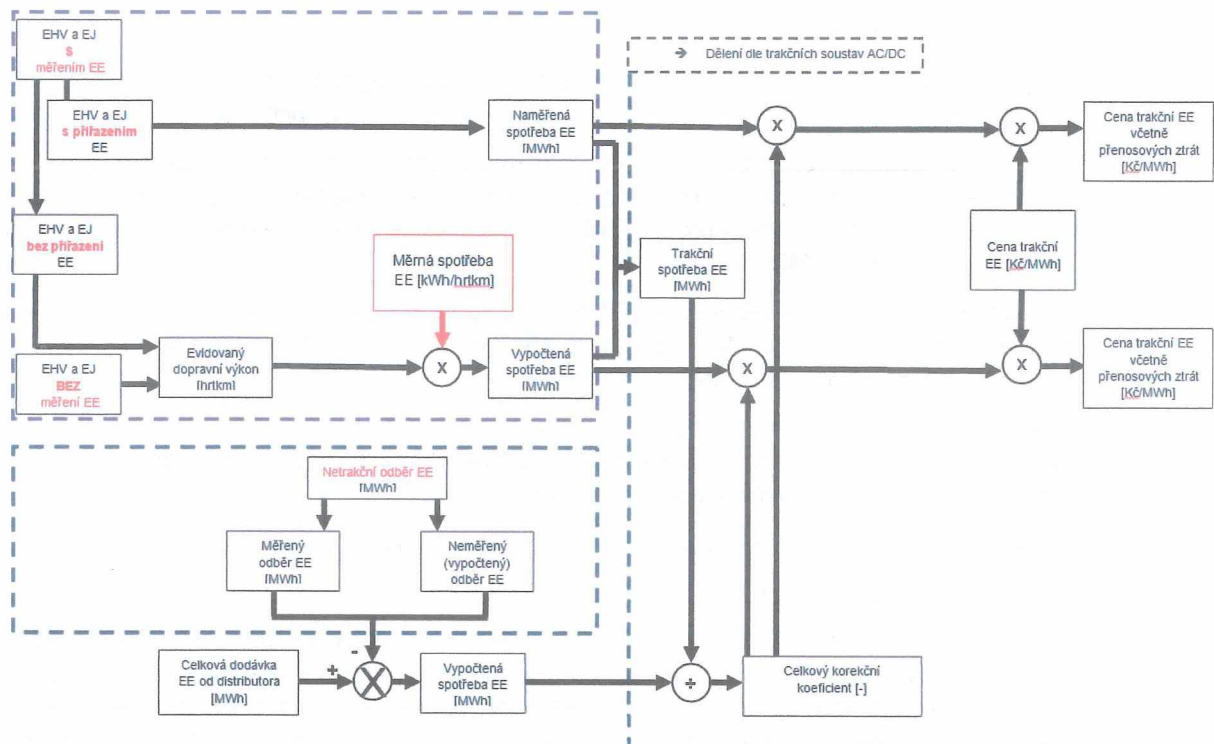 EHV a EJ
S
měřením EE
EHV a EJ
s přiřazením
EE
EHV a EJ
bez přiřazení
EE
EHV a EJ
BEZ
měření EE
Evidovaný
dopravní výkon
[hrtkm]
Měrná spotřeba
EE [kWh/hrtkm]
X
Naměřená
spotřeba EE
[MWh]
Vypočtená
spotřeba EE
[MWh]
→ Dělení dle trakčních soustav AC/DC
Trakční
spotřeba EE
[MWh]
X
X
X
X
Cena trakční EE
včetně
přenosových ztrát
[Kč/MWh]
Cena trakční
EE [Kč/MWh]
Cena trakční EE
včetně
přenosových ztrát
[Kč/MWh]
Netrakční odběr EE
[MWh]
Měřený
odběr EE
[MWh]
Neměřený
(vypočtený)
odběr EE
Celková dodávka
EE od distributora
[MWh]
+
-
X
Vypočtená
spotřeba EE
[MWh]
÷
Celkový korekční
koeficient [-]